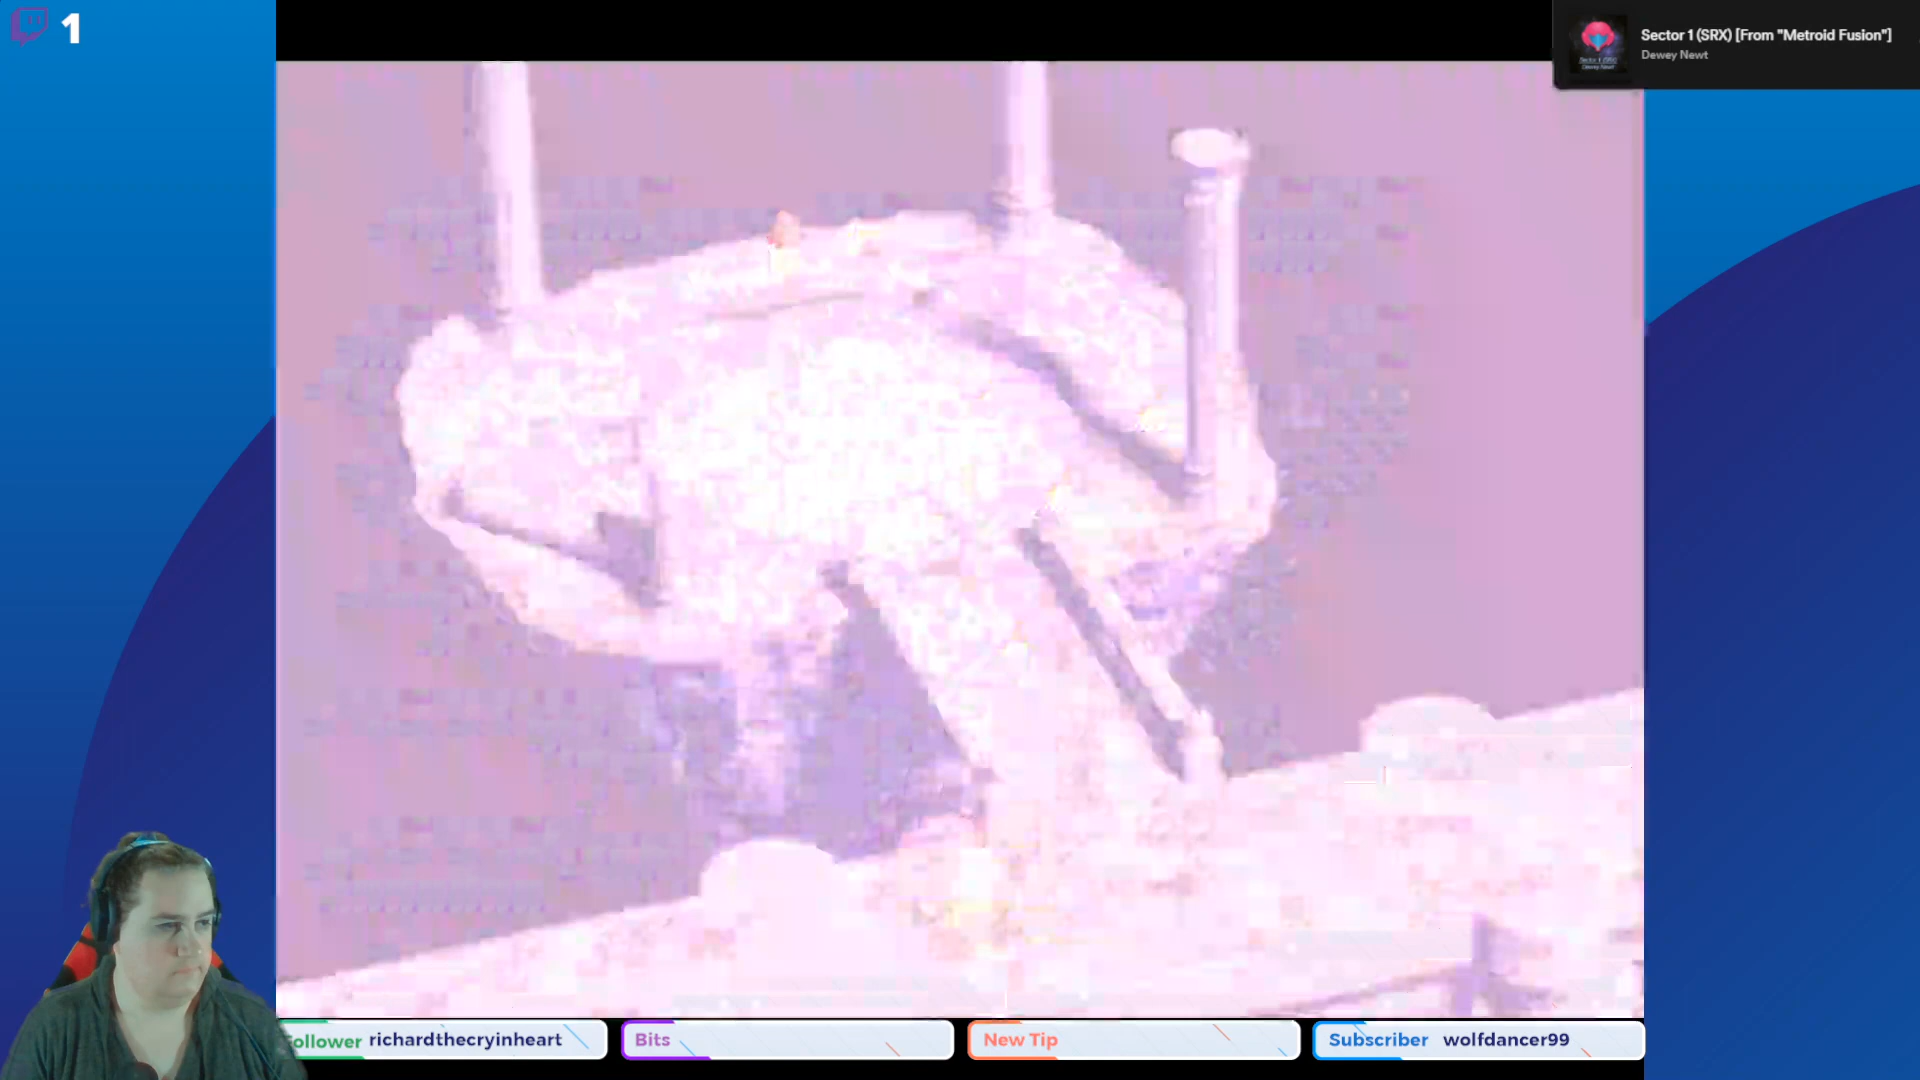 1
Sector 1 (SRX) [From "Metroid Fusion"]
Dewey Newt
ollower richardthecryinheart
Bits
New Tip
Subscriber wolfdancer99